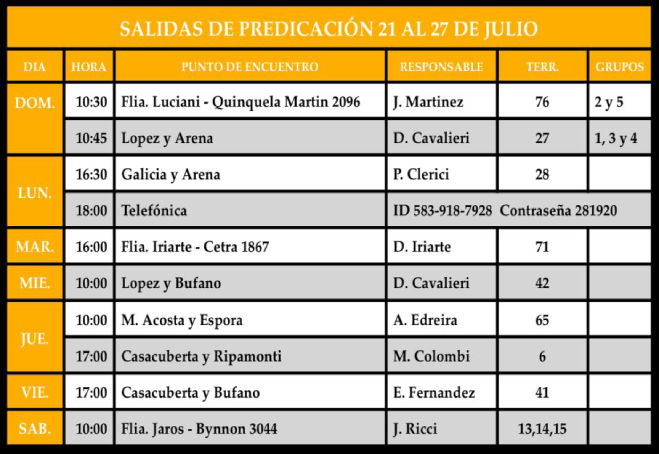 SALIDAS DE PREDICACIÓN 21 AL 27 DE JULIO
DIA HORA PUNTO DE ENCUENTRO RESPONSABLE TERR. GRUPOS
DOM. 10:30 Flia. Luciani - Quinquela Martin 2096 J. Martinez 76 2 y 5
10:45 Lopez y Arena D. Cavalieri 27 1, 3 y 4
LUN. 16:30 Galicia y Arena P. Clerici 28
18:00 Telefónica ID 583-918-7928 Contraseña 281920
MAR. 16:00 Flia. Iriarte - Cetra 1867 D. Iriarte 71
MIE. 10:00 Lopez y Bufano D. Cavalieri 42
JUE. 10:00 M. Acosta y Espora A. Edreira 65
17:00 Casacuberta y Ripamonti M. Colombi 6
VIE. 17:00 Casacuberta y Bufano E. Fernandez 41
SAB. 10:00 Flia. Jaros - Bynnon 3044 J. Ricci 13,14,15